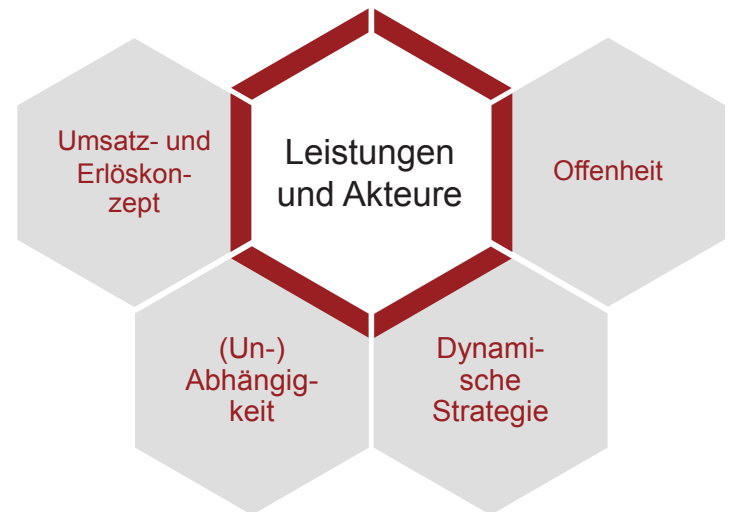 Umsatz- und
Erlöskon-
zept
Leistungen
und Akteure
Offenheit
(Un-)
Abhängig-
keit
Dynami-
sche
Strategie